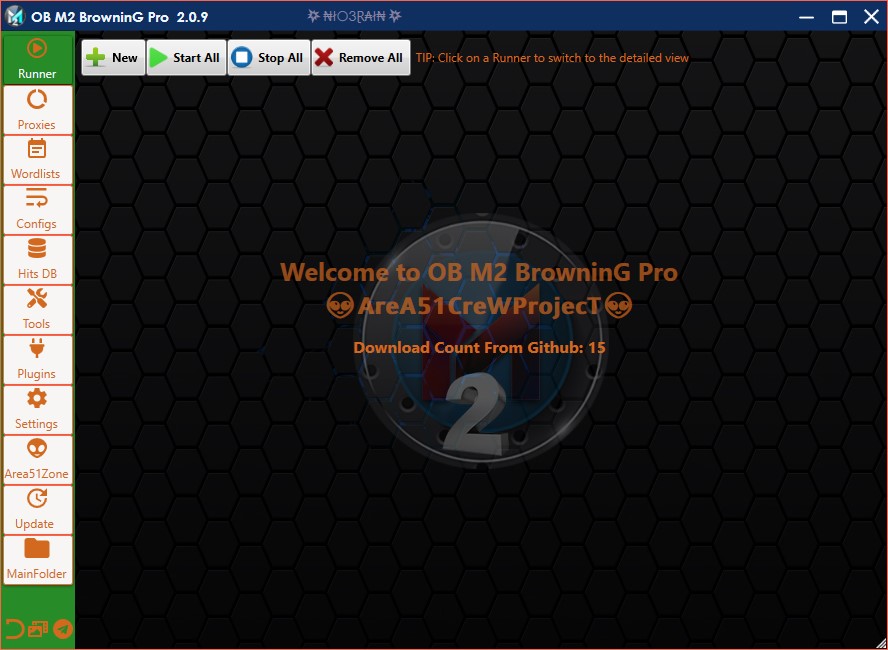 OB M2 BrowninG Pro 2.0.9
₦IO3RAI₦
Runner
Proxies
Wordlists
Configs
Hits DB
Tools
Plugins
Settings
Area51Zone
Update
MainFolder
New
Start All
Stop All
Remove All
TIP: Click on a Runner to switch to the detailed view
Welcome to OB M2 BrowninG Pro
👽AreA51CreWProjecT👽
Download Count From Github: 15
M
2